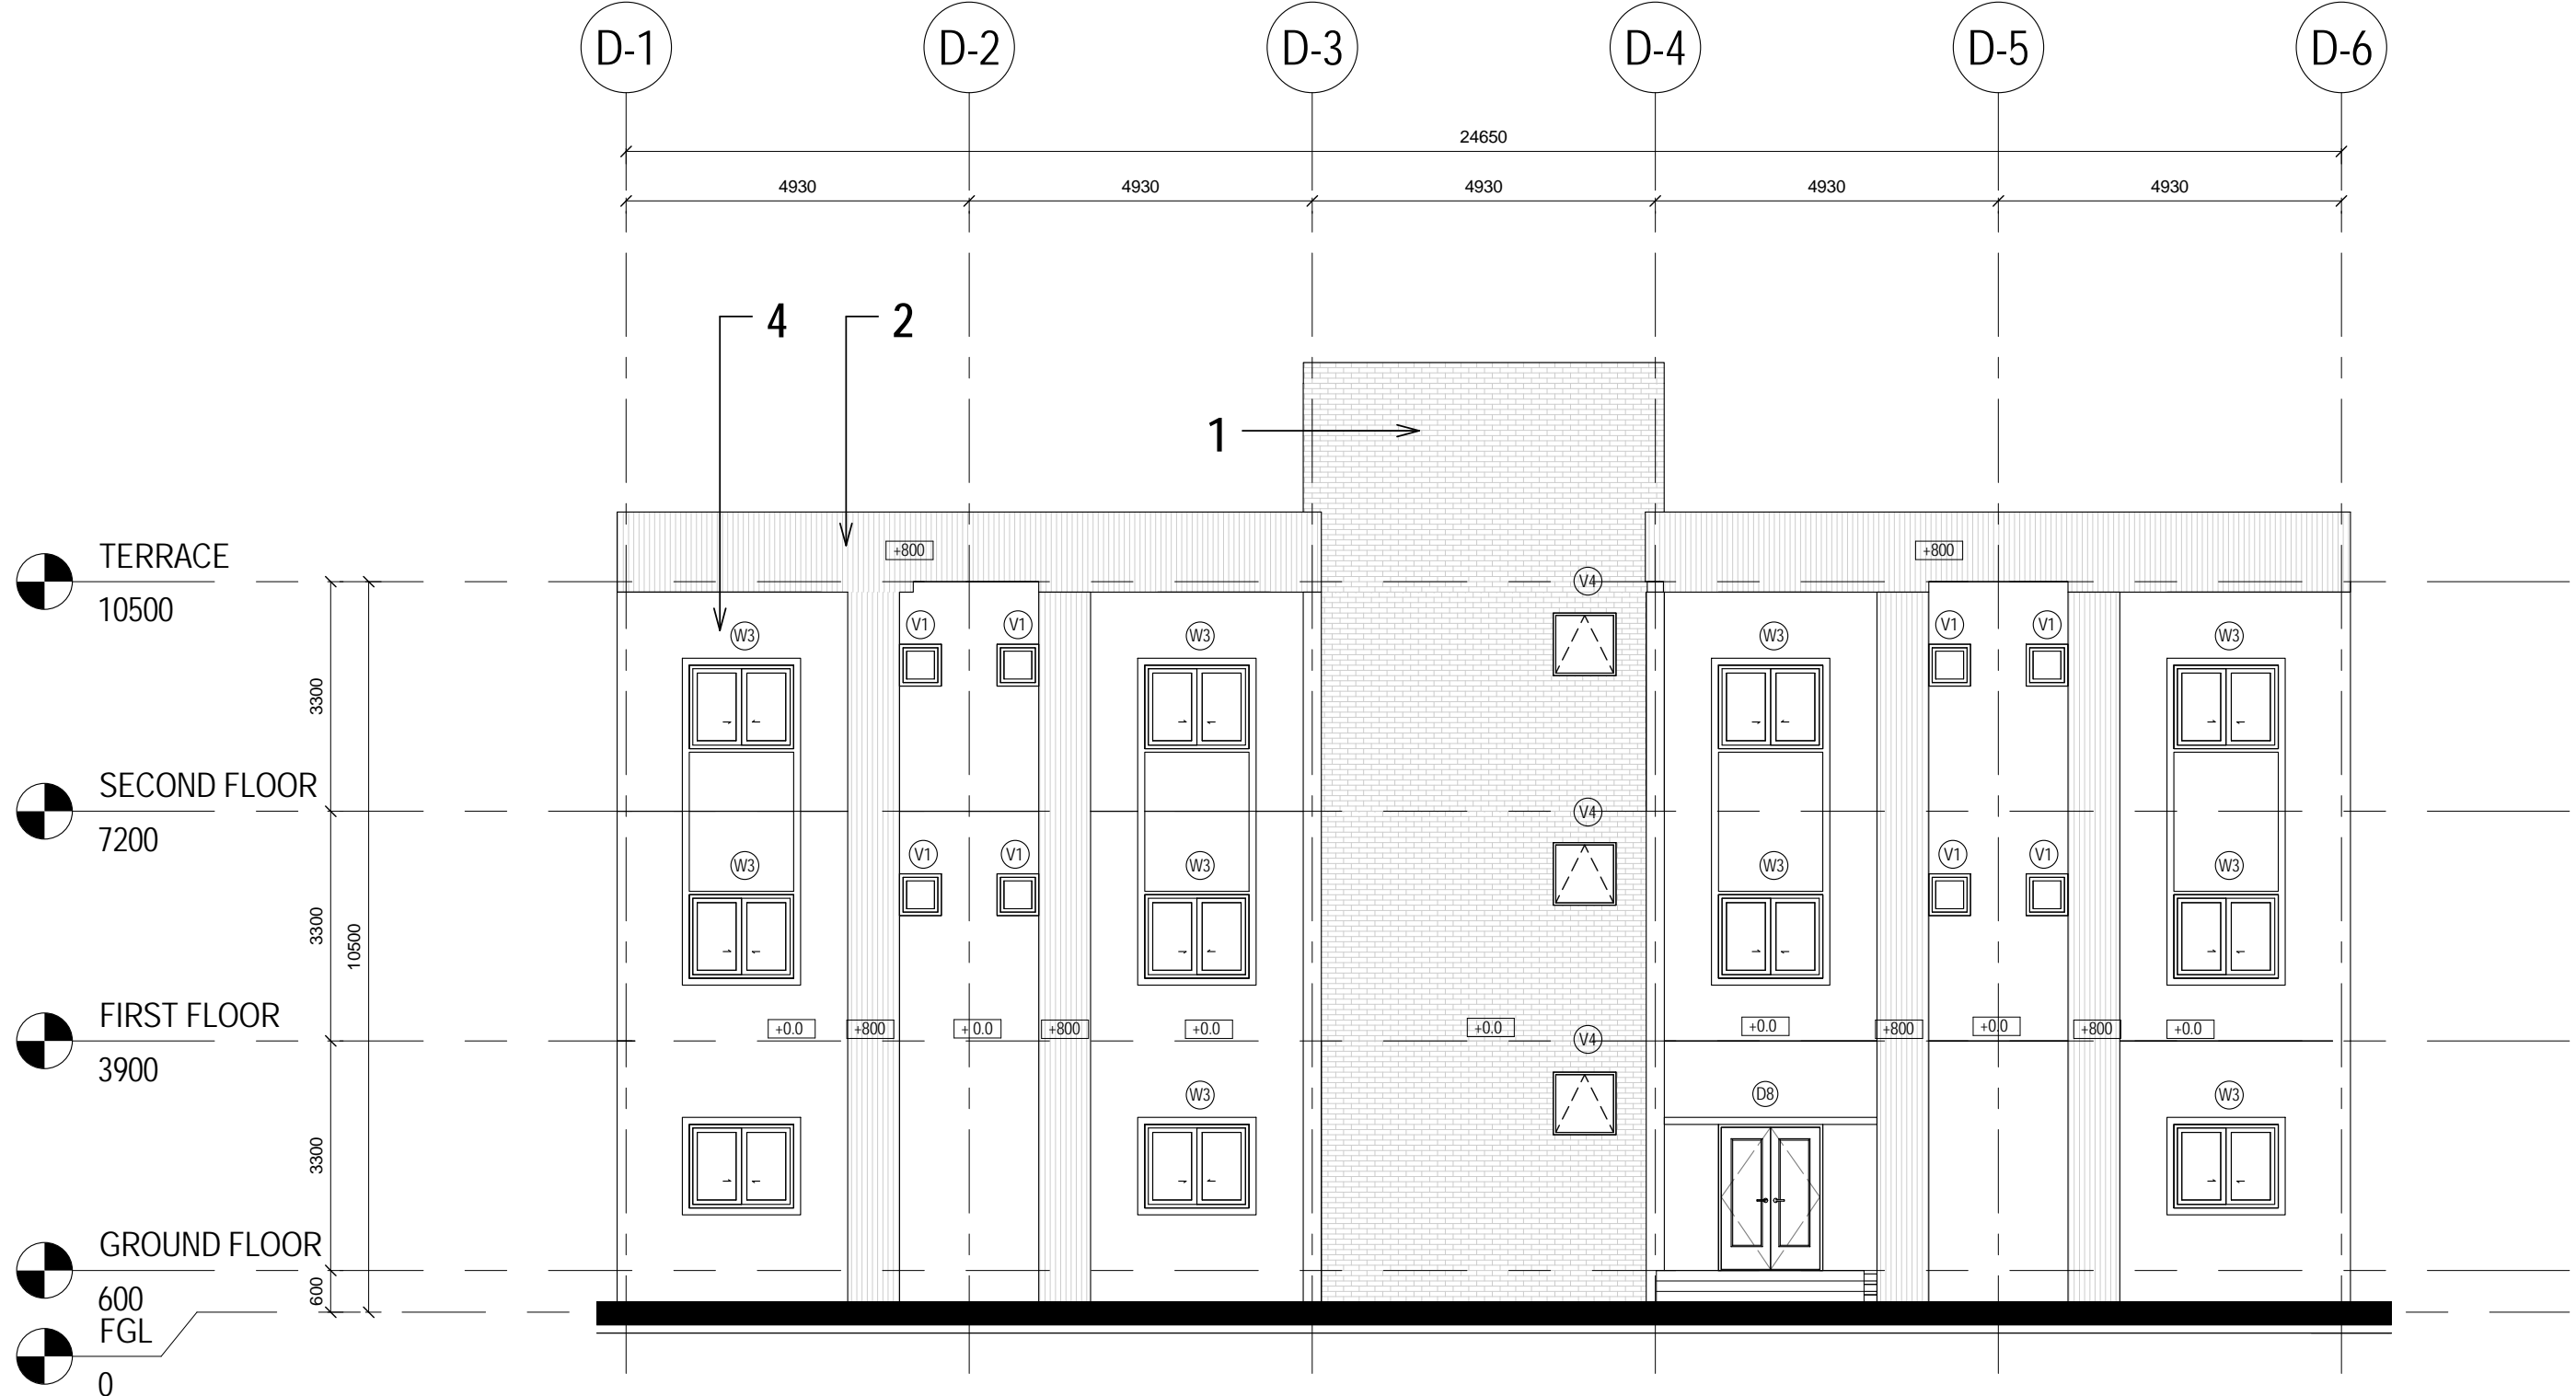 D-1 D-2 D-3 D-4 D-5 D-6
24650
4930 4930 4930 4930 4930
4 2
1
TERRACE
10500
+800 +800
V4
V1 V1 V1 V1
W3 W3 W3 W3
3300
SECOND FLOOR
7200
V4
V1 V1 V1 V1
W3 W3 W3 W3
3300
10500
FIRST FLOOR
3900
+0.0 +800 +0.0 +800 +0.0 +0.0 +0.0 +800 +0.0 +800 +0.0
V4
W3 D8 W3
3300
GROUND FLOOR
600
600
FGL
0